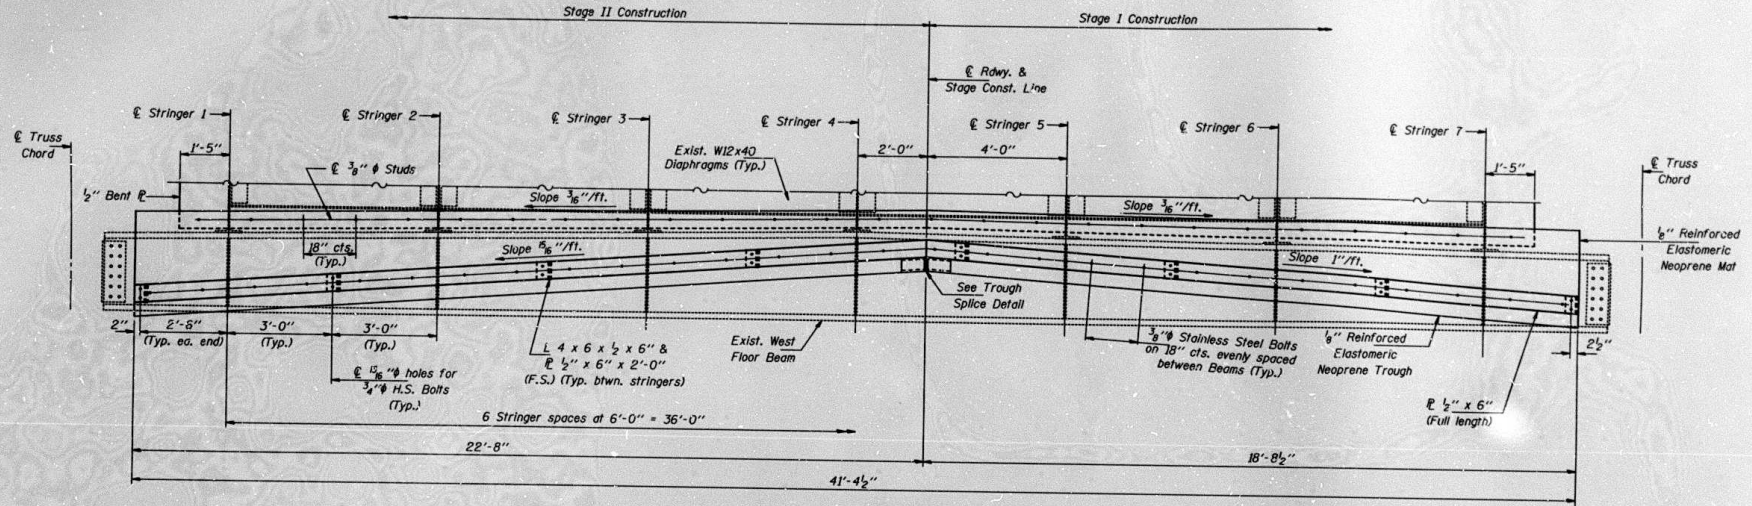 Stage II Construction
Stage I Construction
℄ Rdwy. &
Stage Const. Line
℄ Truss
Chord
℄ Stringer 1
℄ Stringer 2
℄ Stringer 3
℄ Stringer 4
℄ Stringer 5
℄ Stringer 6
℄ Stringer 7
℄ Truss
Chord
1'-5"
℄ 3/8" ϕ Studs
Exist. W12x40
Diaphragms (Typ.)
2'-0"
4'-0"
1'-5"
1/2" Bent ⅊
Slope 3/16"/ft.
Slope 3/16"/ft.
18" cts.
(Typ.)
Slope 15/16"/ft.
Slope 1"/ft.
1/8" Reinforced
Elastomeric
Neoprene Mat
See Trough
Splice Detail
2"
2'-8"
(Typ. ea. end)
3'-0"
(Typ.)
3'-0"
(Typ.)
L 4 x 6 x 1/2 x 6" &
⅊ 1/2" x 6" x 2'-0"
(F.S.) (Typ. btwn. stringers)
Exist. West
Floor Beam
3/8"ϕ Stainless Steel Bolts
on 18" cts. evenly spaced
between Beams (Typ.)
1/8" Reinforced
Elastomeric
Neoprene Trough
2 1/2"
℄ 15/16"ϕ holes for
3/4"ϕ H.S. Bolts
(Typ.)
⅊ 1/2" x 6"
(Full length)
6 Stringer spaces at 6'-0" = 36'-0"
22'-8"
18'-8 1/2"
41'-4 1/2"